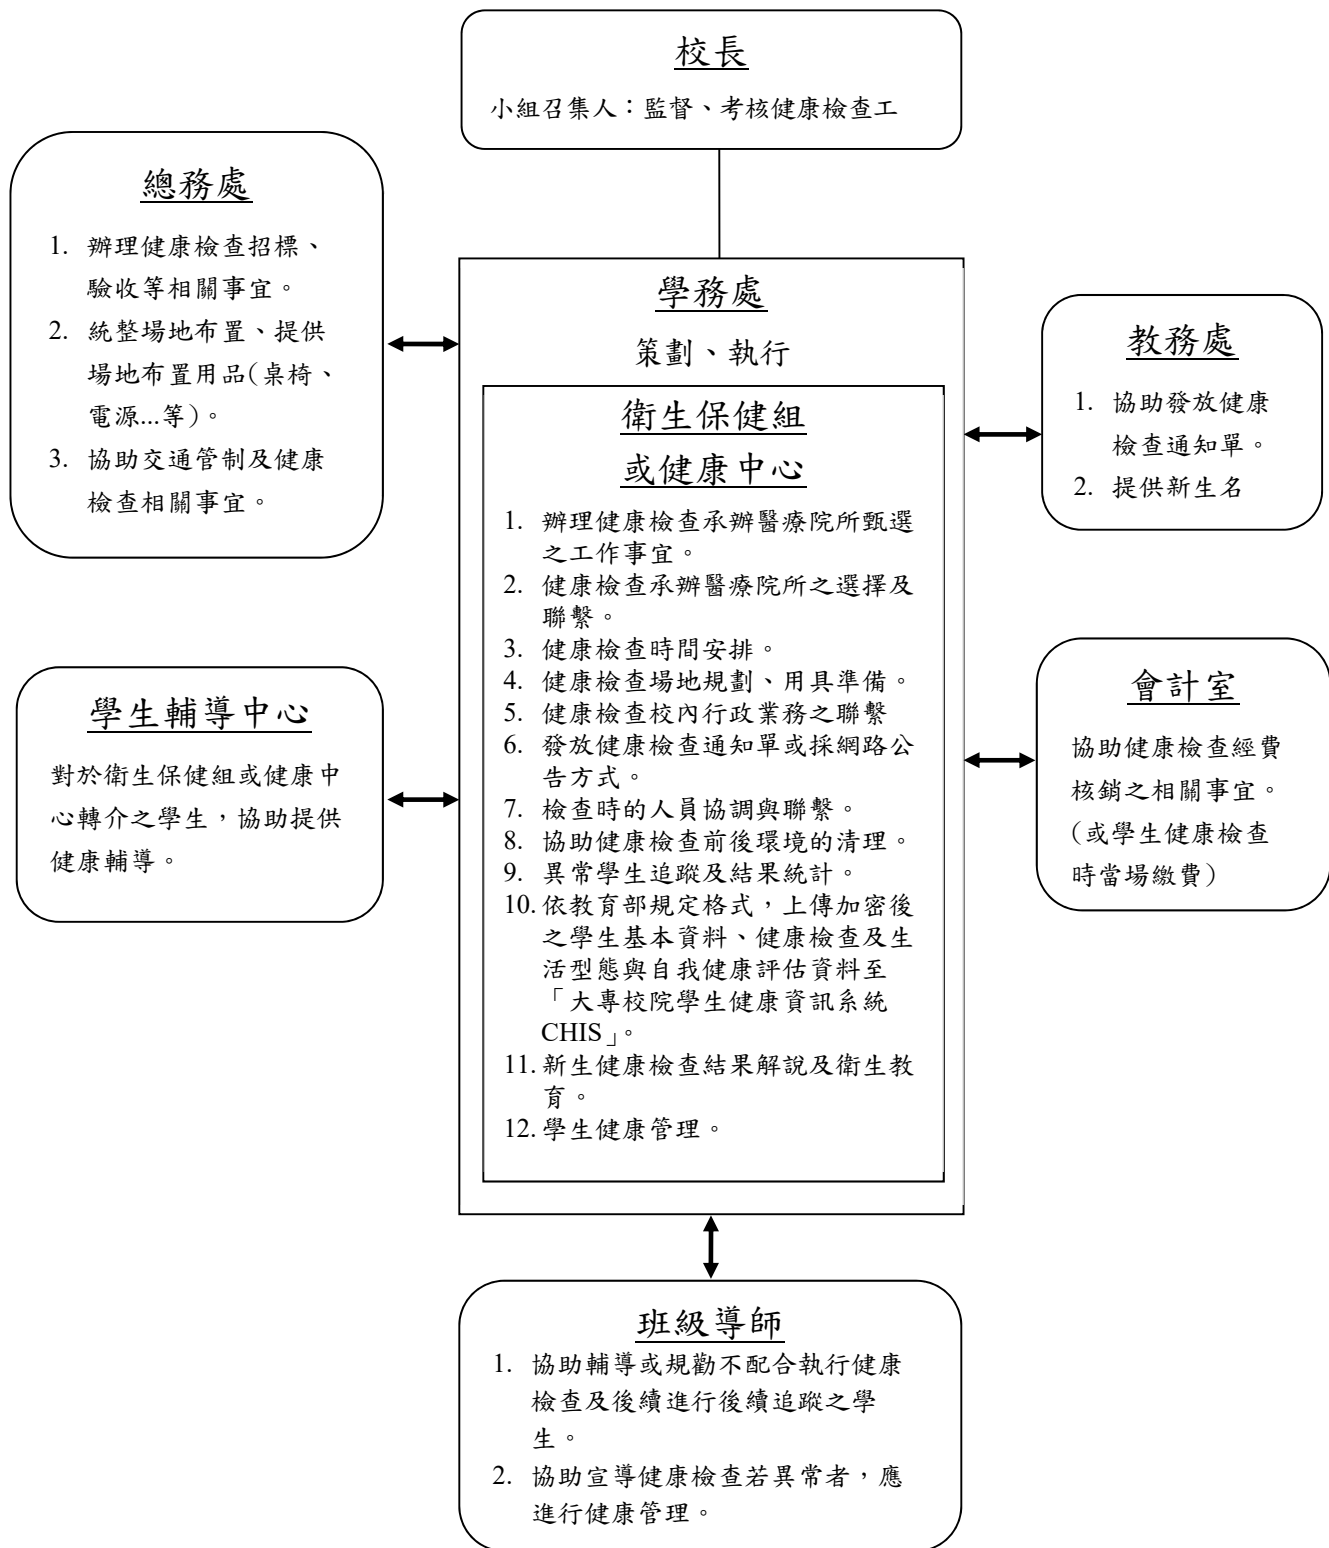 校長
小組召集人：監督、考核健康檢查工
總務處
1. 辦理健康檢查招標、
驗收等相關事宜。
2. 統整場地布置、提供
場地布置用品(桌椅、
電源...等)。
3. 協助交通管制及健康
檢查相關事宜。
學務處
策劃、執行
衛生保健組
或健康中心
1. 辦理健康檢查承辦醫療院所甄選
之工作事宜。
2. 健康檢查承辦醫療院所之選擇及
聯繫。
3. 健康檢查時間安排。
4. 健康檢查場地規劃、用具準備。
5. 健康檢查校內行政業務之聯繫
6. 發放健康檢查通知單或採網路公
告方式。
7. 檢查時的人員協調與聯繫。
8. 協助健康檢查前後環境的清理。
9. 異常學生追蹤及結果統計。
10. 依教育部規定格式，上傳加密後
之學生基本資料、健康檢查及生
活型態與自我健康評估資料至
「大專校院學生健康資訊系統
CHIS」。
11. 新生健康檢查結果解說及衛生教
育。
12. 學生健康管理。
教務處
1. 協助發放健康
檢查通知單。
2. 提供新生名
學生輔導中心
對於衛生保健組或健康中
心轉介之學生，協助提供
健康輔導。
會計室
協助健康檢查經費
核銷之相關事宜。
(或學生健康檢查
時當場繳費)
班級導師
1. 協助輔導或規勸不配合執行健康
檢查及後續進行後續追蹤之學
生。
2. 協助宣導健康檢查若異常者，應
進行健康管理。